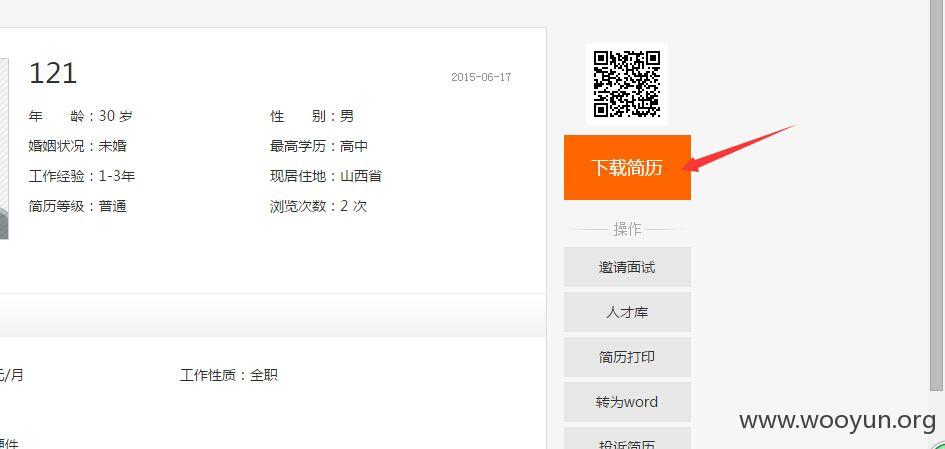 121
2015-06-17
年 龄：30 岁
性 别：男
婚姻状况：未婚
最高学历：高中
工作经验：1-3年
现居住地：山西省
简历等级：普通
浏览次数：2 次
下载简历
操作
邀请面试
人才库
简历打印
元/月
工作性质：全职
转为word
www.wooyun.org
投诉简历
硬件